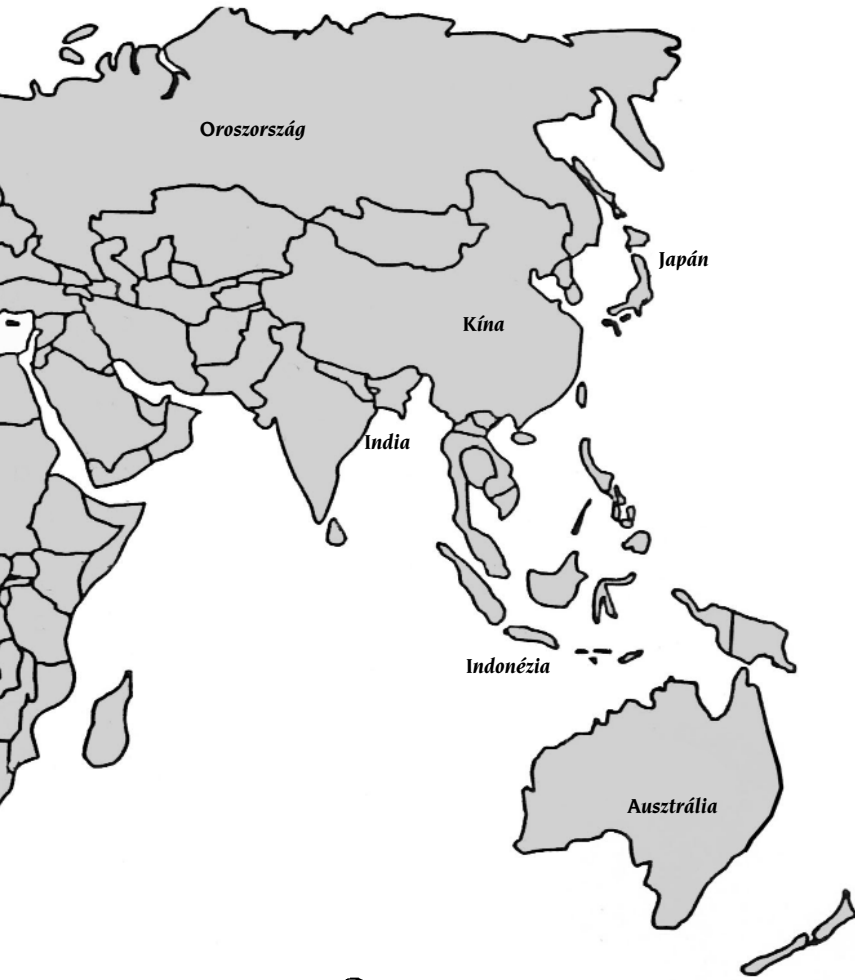 Oroszország
Japán
Kína
India
Indonézia
Ausztrália